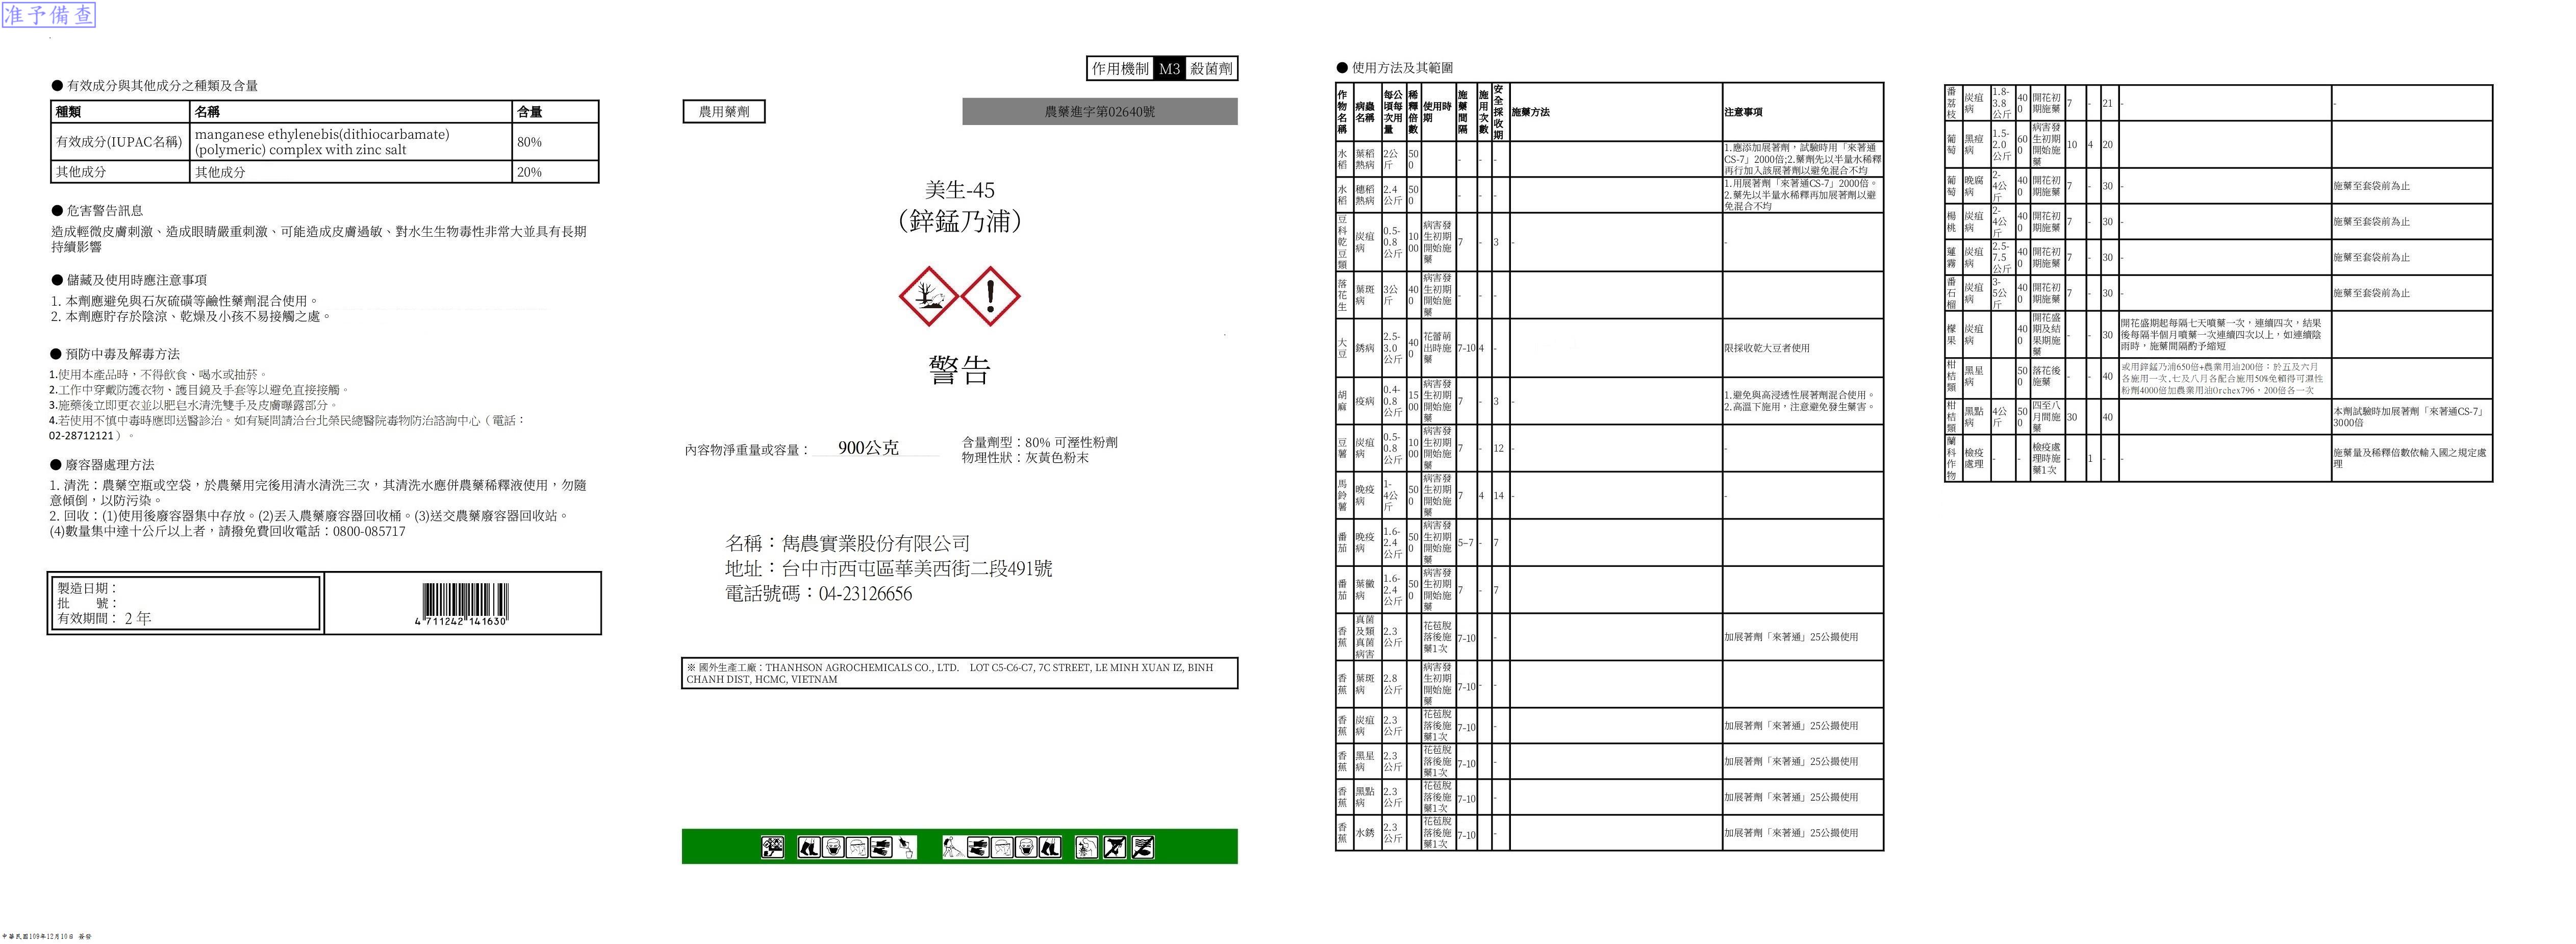 准予備查
● 有效成分與其他成分之種類及含量
種類 名稱 含量
有效成分(IUPAC名稱) manganese ethylenebis(dithiocarbamate) (polymeric) complex with zinc salt 80%
其他成分 其他成分 20%
● 危害警告訊息
造成輕微皮膚刺激、造成眼睛嚴重刺激、可能造成皮膚過敏、對水生生物毒性非常大並具有長期
持續影響
● 儲藏及使用時應注意事項
1. 本劑應避免與石灰硫磺等鹼性藥劑混合使用。
2. 本劑應貯存於陰涼、乾燥及小孩不易接觸之處。
● 預防中毒及解毒方法
1.使用本產品時，不得飲食、喝水或抽菸。
2.工作中穿戴防護衣物、護目鏡及手套等以避免直接接觸。
3.施藥後立即更衣並以肥皂水清洗雙手及皮膚曝露部分。
4.若使用不慎中毒時應即送醫診治。如有疑問請洽台北榮民總醫院毒物防治諮詢中心（電話：
02-28712121）。
● 廢容器處理方法
1. 清洗：農藥空瓶或空袋，於農藥用完後用清水清洗三次，其清洗水應併農藥稀釋液使用，勿隨
意傾倒，以防污染。
2. 回收：(1)使用後廢容器集中存放。(2)丟入農藥廢容器回收桶。(3)送交農藥廢容器回收站。
(4)數量集中達十公斤以上者，請撥免費回收電話：0800-085717
製造日期：
批 號：
有效期間： 2 年
4 711242 141630
中華民國109年12月10日 簽發
作用機制 M3 殺菌劑
農用藥劑
農藥進字第02640號
美生-45
（鋅錳乃浦）
警告
內容物淨重量或容量： 900公克
含量劑型：80% 可溼性粉劑
物理性狀：灰黃色粉末
名稱：雋農實業股份有限公司
地址：台中市西屯區華美西街二段491號
電話號碼：04-23126656
※ 國外生產工廠：THANHSON AGROCHEMICALS CO., LTD. LOT C5-C6-C7, 7C STREET, LE MINH XUAN IZ, BINH
CHANH DIST, HCMC, VIETNAM
● 使用方法及其範圍
作物名稱 病蟲名稱 每公頃每次用量 稀釋倍數 使用時期 施藥間隔 施用次數 安全採收期 施藥方法 注意事項
水稻 葉稻熱病 2公斤 500 - - - 1.應添加展著劑，試驗時用「來著通CS-7」2000倍;2.藥劑先以半量水稀釋再行加入該展著劑以避免混合不均
水稻 穗稻熱病 2.4公斤 500 - - - 1.用展著劑「來著通CS-7」2000倍。2.藥先以半量水稀釋再加展著劑以避免混合不均
豆科乾豆類 炭疽病 0.5-0.8公斤 1000 病害發生初期開始施藥 7 - 3 - -
落花生 葉斑病 3公斤 400 病害發生初期開始施藥 - - -
大豆 銹病 2.5-3.0公斤 400 花蕾萌出時施藥 7-10 4 - 限採收乾大豆者使用
胡麻 疫病 0.4-0.8公斤 1500 病害發生初期開始施藥 7 - 3 - 1.避免與高浸透性展著劑混合使用。2.高溫下施用，注意避免發生藥害。
豆薯 炭疽病 0.5-0.8公斤 1000 病害發生初期開始施藥 7 - 12 - -
馬鈴薯 晚疫病 1-4公斤 500 病害發生初期開始施藥 7 4 14 - -
番茄 晚疫病 1.6-2.4公斤 500 病害發生初期開始施藥 5–7 - 7
番茄 葉黴病 1.6-2.4公斤 500 病害發生初期開始施藥 7 - 7
香蕉 真菌及類真菌病害 2.3公斤 花苞脫落後施藥1次 7-10 - 加展著劑「來著通」25公撮使用
香蕉 葉斑病 2.8公斤 病害發生初期開始施藥 7-10 - -
香蕉 炭疽病 2.3公斤 花苞脫落後施藥1次 7-10 - 加展著劑「來著通」25公撮使用
香蕉 黑星病 2.3公斤 花苞脫落後施藥1次 7-10 - 加展著劑「來著通」25公撮使用
香蕉 黑點病 2.3公斤 花苞脫落後施藥1次 7-10 - 加展著劑「來著通」25公撮使用
香蕉 水銹 2.3公斤 花苞脫落後施藥1次 7-10 - 加展著劑「來著通」25公撮使用
番荔枝 炭疽病 1.8-3.8公斤 400 開花初期施藥 7 - 21 - -
葡萄 黑痘病 1.5-2.0公斤 600 病害發生初期開始施藥 10 4 20
葡萄 晚腐病 2-4公斤 400 開花初期施藥 7 - 30 - 施藥至套袋前為止
楊桃 炭疽病 2-4公斤 400 開花初期施藥 7 - 30 - 施藥至套袋前為止
蓮霧 炭疽病 2.5-7.5公斤 400 開花初期施藥 7 - 30 - 施藥至套袋前為止
番石榴 炭疽病 3-5公斤 400 開花初期施藥 7 - 30 - 施藥至套袋前為止
檬果 炭疽病 400 開花盛期及結果期施藥 - - 30 開花盛期起每隔七天噴藥一次，連續四次，結果後每隔半個月噴藥一次連續四次以上，如連續陰雨時，施藥間隔酌予縮短
柑桔類 黑星病 500 落花後施藥 - - 40 或用鋅錳乃浦650倍+農業用油200倍；於五及六月各施用一次.七及八月各配合施用50%免賴得可濕性粉劑4000倍加農業用油Orchex796，200倍各一次
柑桔類 黑點病 4公斤 500 四至八月間施藥 30 40 本劑試驗時加展著劑「來著通CS-7」3000倍
蘭科作物 檢疫處理 - - 檢疫處理時施藥1次 - 1 - - 施藥量及稀釋倍數依輸入國之規定處理